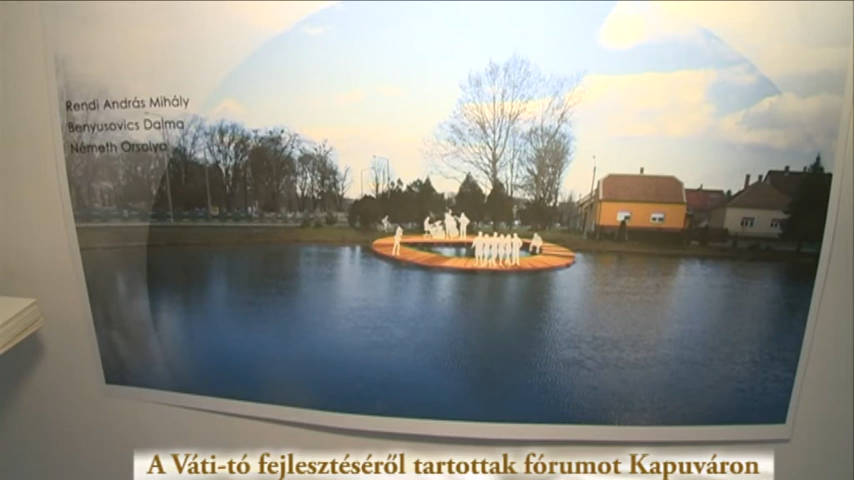 Rendi András Mihály
Benyusovics Dalma
Németh Orsolya
A Váti-tó fejlesztéséről tartottak fórumot Kapuváron